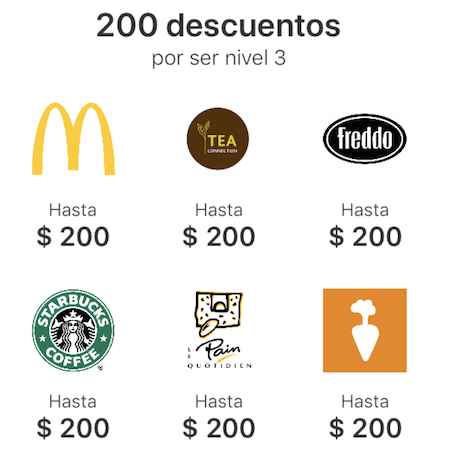 200 descuentos
por ser nivel 3
TEA
CONNECTION
freddo
Hasta
$ 200
Hasta
$ 200
Hasta
$ 200
STARBUCKS
COFFEE
LE Pain
QUOTIDIEN
Hasta
$ 200
Hasta
$ 200
Hasta
$ 200